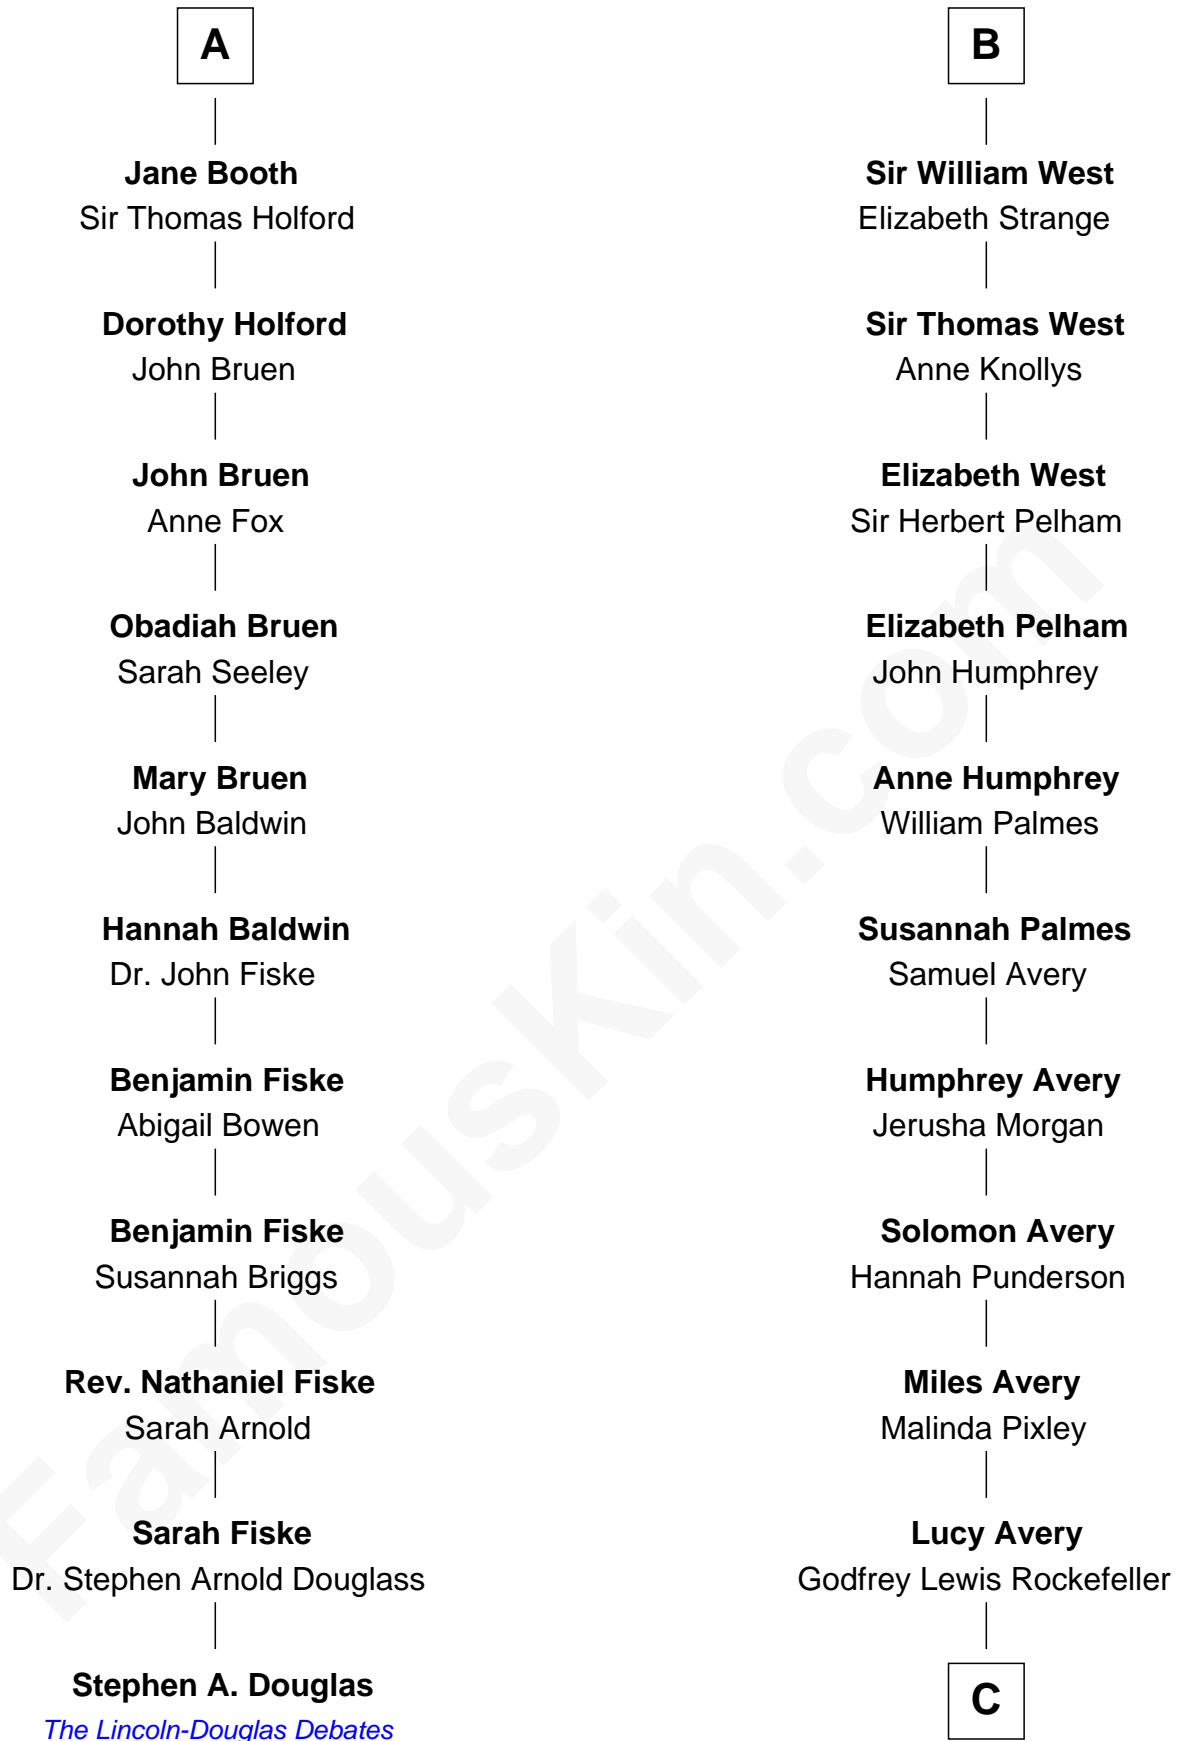 A
Jane Booth
Sir Thomas Holford
Dorothy Holford
John Bruen
John Bruen
Anne Fox
Obadiah Bruen
Sarah Seeley
Mary Bruen
John Baldwin
Hannah Baldwin
Dr. John Fiske
Benjamin Fiske
Abigail Bowen
Benjamin Fiske
Susannah Briggs
Rev. Nathaniel Fiske
Sarah Arnold
Sarah Fiske
Dr. Stephen Arnold Douglass
Stephen A. Douglas
The Lincoln-Douglas Debates
B
Sir William West
Elizabeth Strange
Sir Thomas West
Anne Knollys
Elizabeth West
Sir Herbert Pelham
Elizabeth Pelham
John Humphrey
Anne Humphrey
William Palmes
Susannah Palmes
Samuel Avery
Humphrey Avery
Jerusha Morgan
Solomon Avery
Hannah Punderson
Miles Avery
Malinda Pixley
Lucy Avery
Godfrey Lewis Rockefeller
C
FamousKin.com